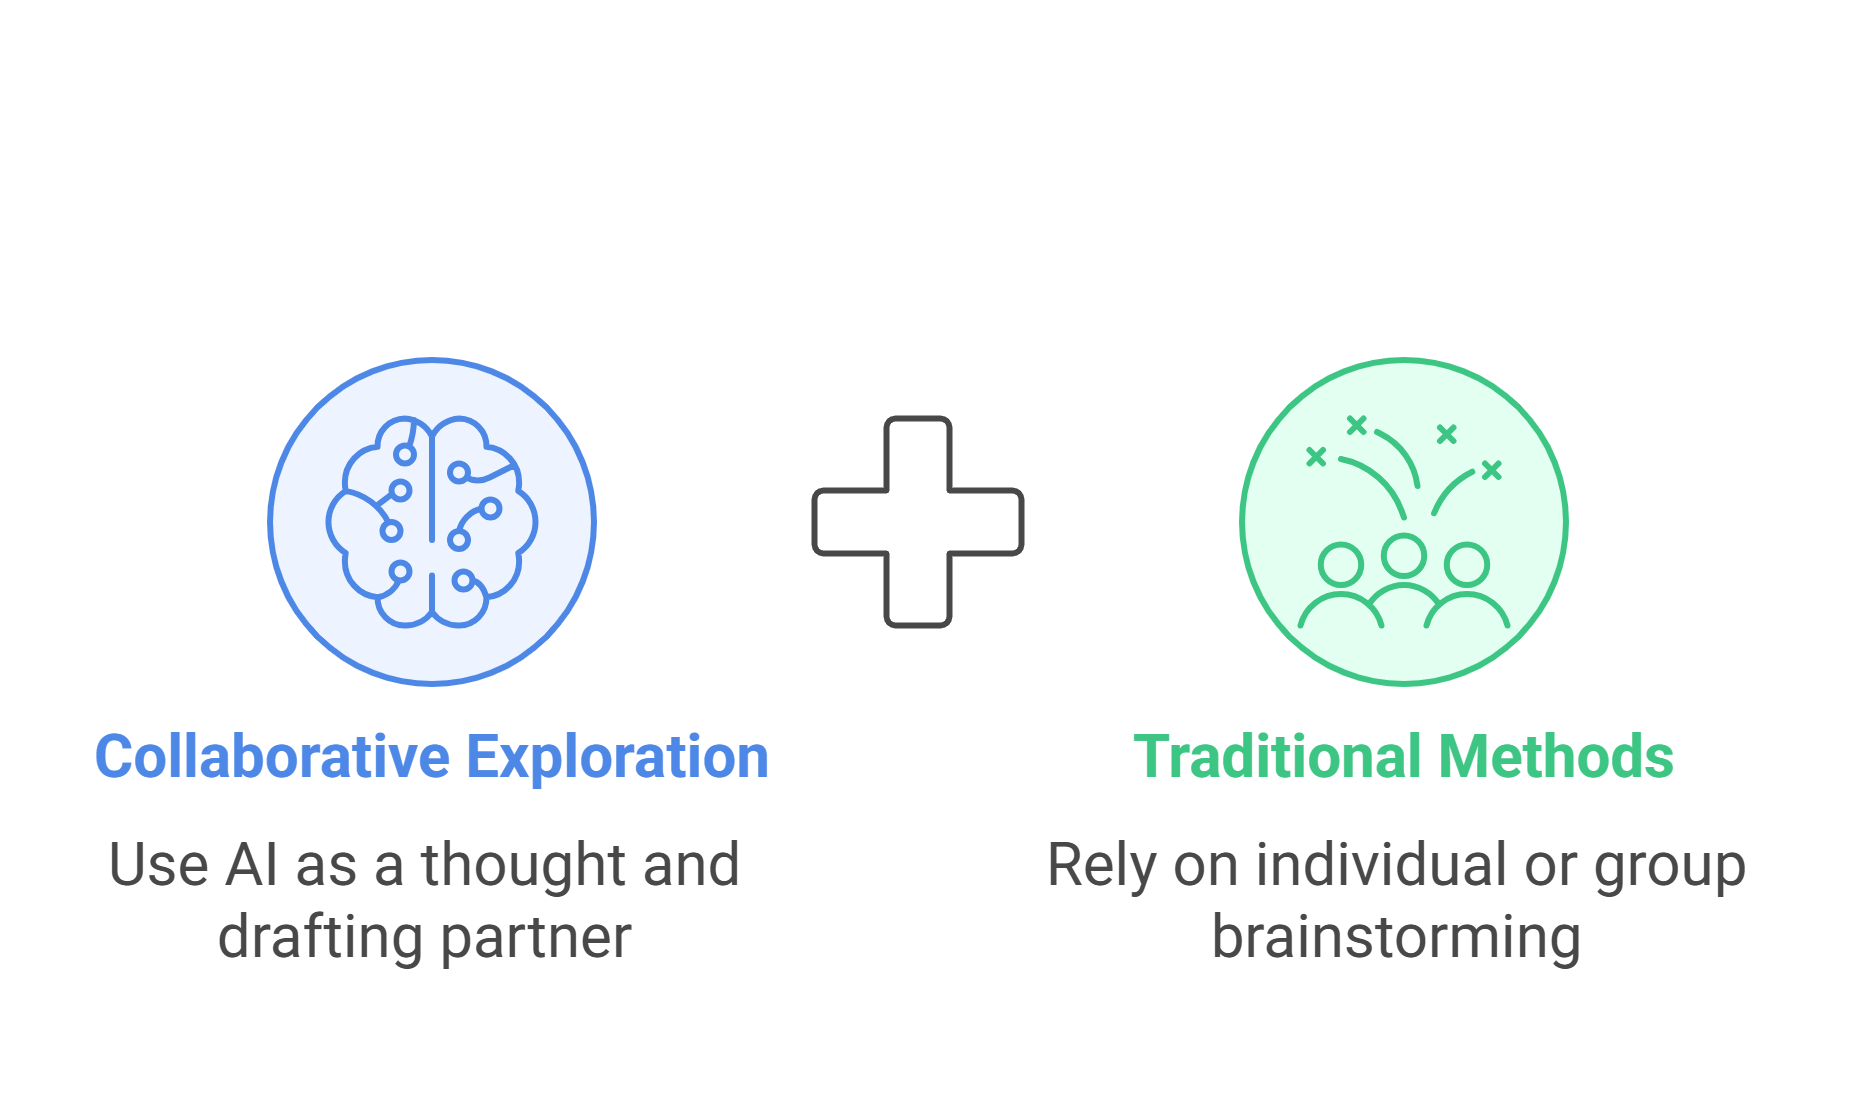 Collaborative Exploration
Use AI as a thought and
drafting partner
Traditional Methods
Rely on individual or group
brainstorming